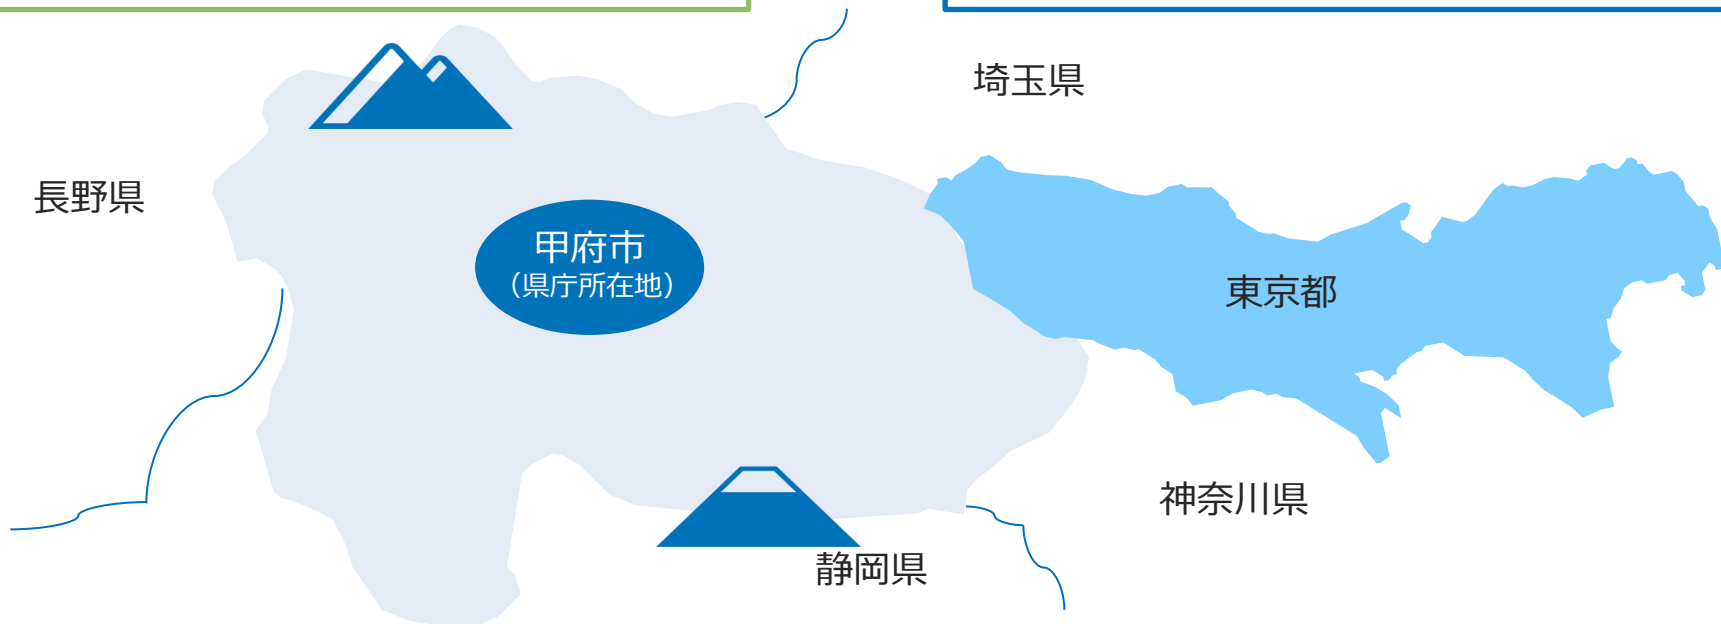 埼玉県
長野県
甲府市
（県庁所在地）
東京都
神奈川県
静岡県